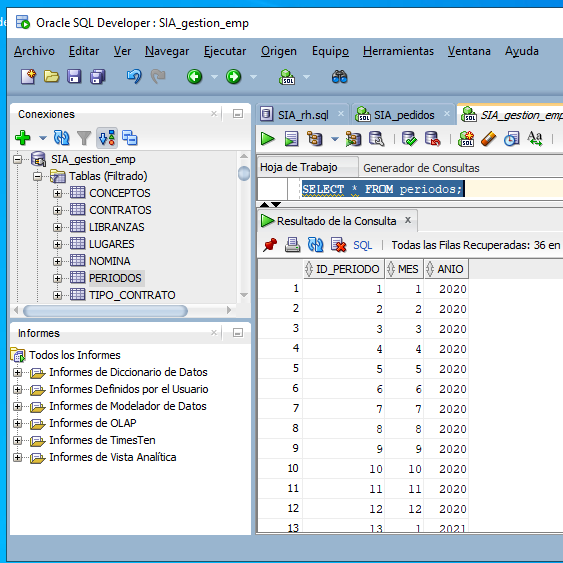 Oracle SQL Developer : SIA_gestion_emp
Archivo Editar Ver Navegar Ejecutar Origen Equipo Herramientas Ventana Ayuda
Conexiones
SIA_gestion_emp
Tablas (Filtrado)
CONCEPTOS
CONTRATOS
LIBRANZAS
LUGARES
NOMINA
PERIODOS
TIPO_CONTRATO
Informes
Todos los Informes
Informes de Diccionario de Datos
Informes Definidos por el Usuario
Informes de Modelador de Datos
Informes de OLAP
Informes de TimesTen
Informes de Vista Analítica
SIA_rh.sql SIA_pedidos SIA_gestion_emp
Hoja de Trabajo Generador de Consultas
SELECT * FROM periodos;
Resultado de la Consulta
SQL Todas las Filas Recuperadas: 36 en
ID_PERIODO MES ANIO
1 1 1 2020
2 2 2 2020
3 3 3 2020
4 4 4 2020
5 5 5 2020
6 6 6 2020
7 7 7 2020
8 8 8 2020
9 9 9 2020
10 10 10 2020
11 11 11 2020
12 12 12 2020
13 13 1 2021